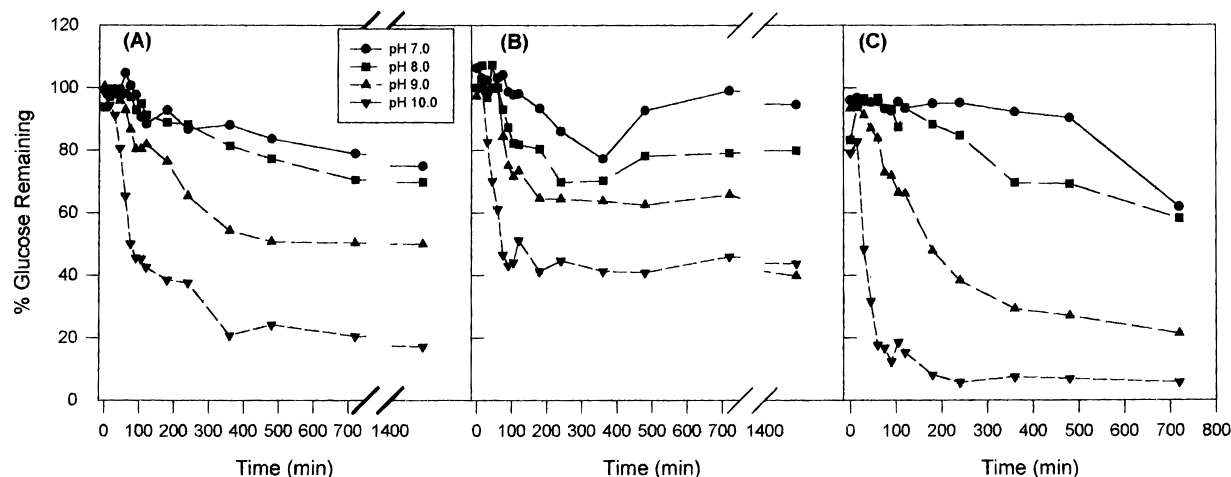 120
100
80
60
40
20
0
% Glucose Remaining
(A)
pH 7.0
pH 8.0
pH 9.0
pH 10.0
(B)
(C)
0 100 200 300 400 500 600 700 1400
0 100 200 300 400 500 600 700 1400
0 100 200 300 400 500 600 700 800
Time (min)
Time (min)
Time (min)